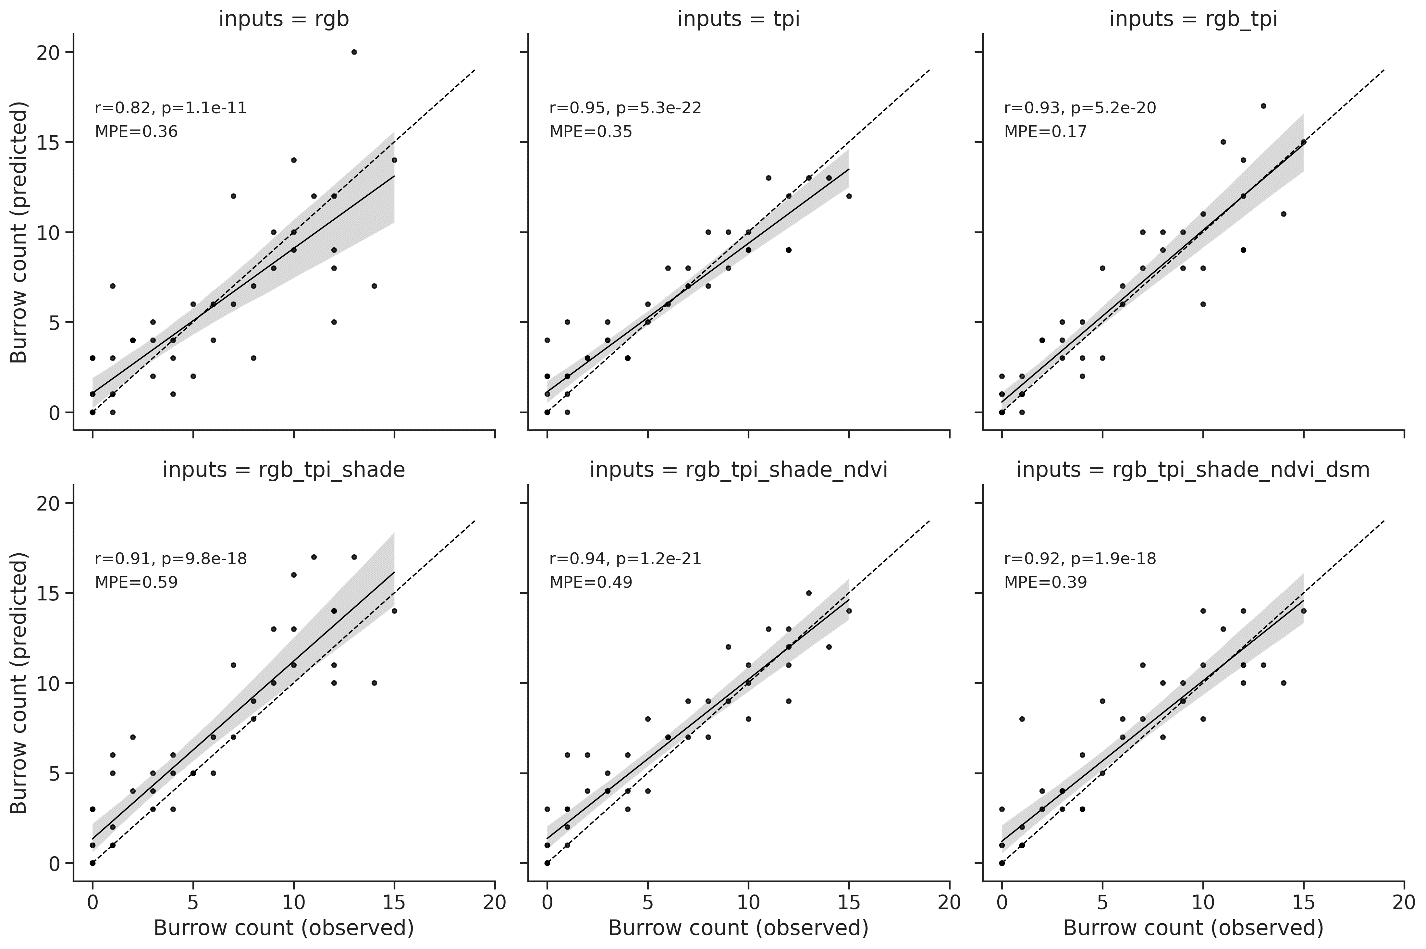 inputs = rgb
inputs = tpi
inputs = rgb_tpi
20
15
10
5
0
Burrow count (predicted)
r=0.82, p=1.1e-11
MPE=0.36
r=0.95, p=5.3e-22
MPE=0.35
r=0.93, p=5.2e-20
MPE=0.17
inputs = rgb_tpi_shade
inputs = rgb_tpi_shade_ndvi
inputs = rgb_tpi_shade_ndvi_dsm
20
15
10
5
0
Burrow count (predicted)
r=0.91, p=9.8e-18
MPE=0.59
r=0.94, p=1.2e-21
MPE=0.49
r=0.92, p=1.9e-18
MPE=0.39
0 5 10 15 20
0 5 10 15 20
0 5 10 15 20
Burrow count (observed)
Burrow count (observed)
Burrow count (observed)